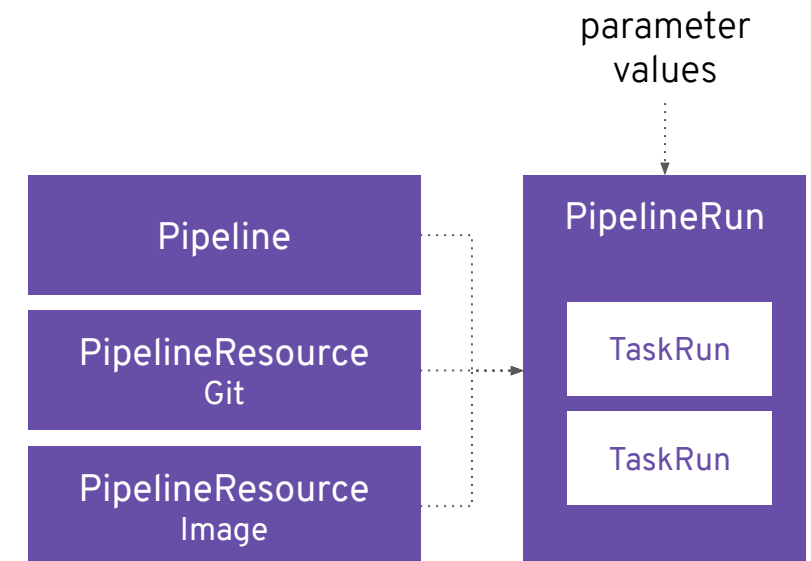 parameter
values
Pipeline
PipelineResource
Git
PipelineResource
Image
PipelineRun
TaskRun
TaskRun